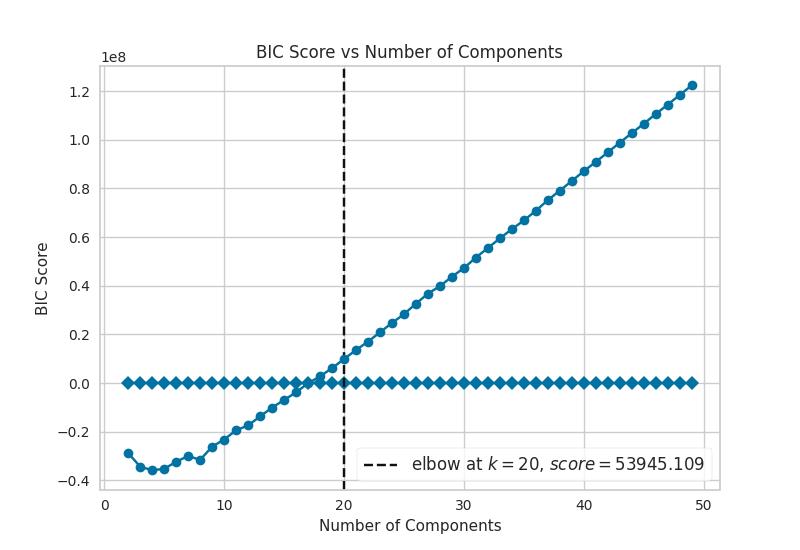 BIC Score vs Number of Components
1e8
1.2
1.0
0.8
0.6
0.4
0.2
0.0
−0.2
−0.4
BIC Score
elbow at k = 20, score = 53945.109
0 10 20 30 40 50
Number of Components